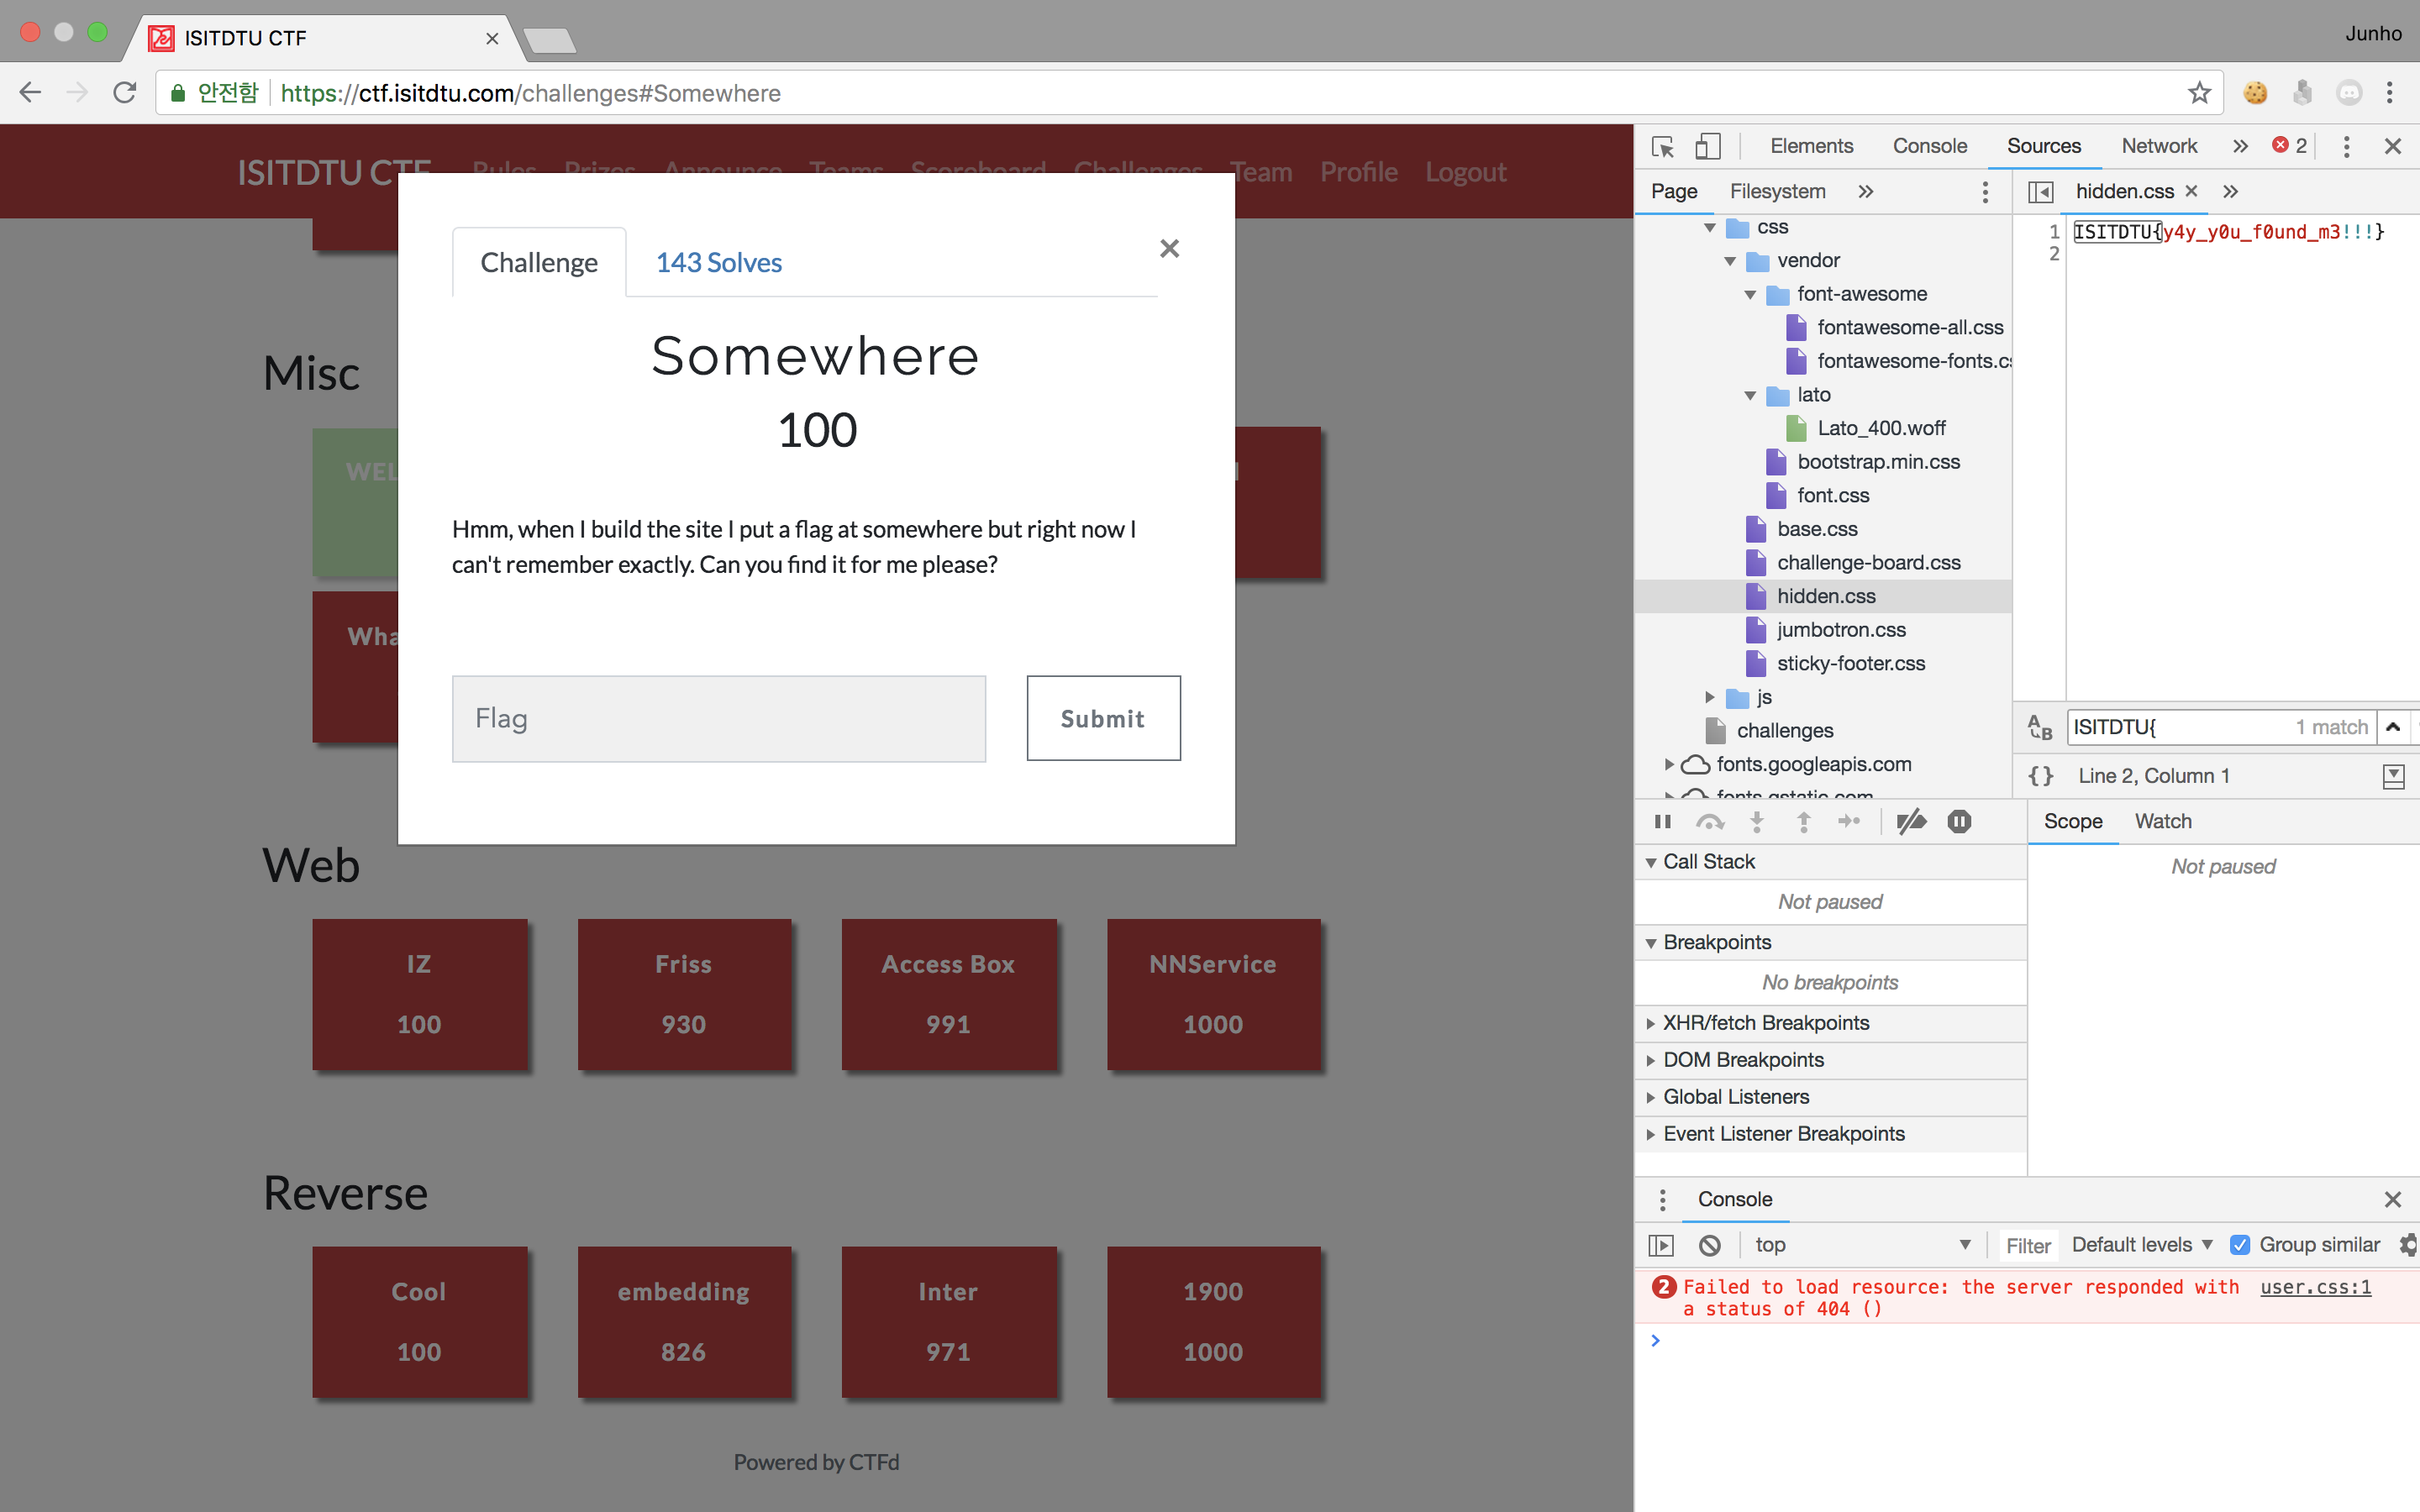 ISITDTU CTF
Junho
안전함 https://ctf.isitdtu.com/challenges#Somewhere
ISITDTU CTF Rules Prizes Announce Teams Scoreboard Challenges Team Profile Logout
Challenge
143 Solves
Somewhere
100
Hmm, when I build the site I put a flag at somewhere but right now I
can't remember exactly. Can you find it for me please?
Flag
Submit
Misc
WEL
Wha
Web
IZ
100
Friss
930
Access Box
991
NNService
1000
Reverse
Cool
100
embedding
826
Inter
971
1900
1000
Powered by CTFd
Elements Console Sources Network » 2
Page Filesystem »
css
vendor
font-awesome
fontawesome-all.css
fontawesome-fonts.cs
lato
Lato_400.woff
bootstrap.min.css
font.css
base.css
challenge-board.css
hidden.css
jumbotron.css
sticky-footer.css
js
challenges
fonts.googleapis.com
fonts.gstatic.com
hidden.css »
1 ISITDTU{y4y_y0u_f0und_m3!!!}
2
ISITDTU{ 1 match
{} Line 2, Column 1
Call Stack
Not paused
Breakpoints
No breakpoints
XHR/fetch Breakpoints
DOM Breakpoints
Global Listeners
Event Listener Breakpoints
Scope Watch
Not paused
Console
top Filter Default levels Group similar
2 Failed to load resource: the server responded with user.css:1
a status of 404 ()